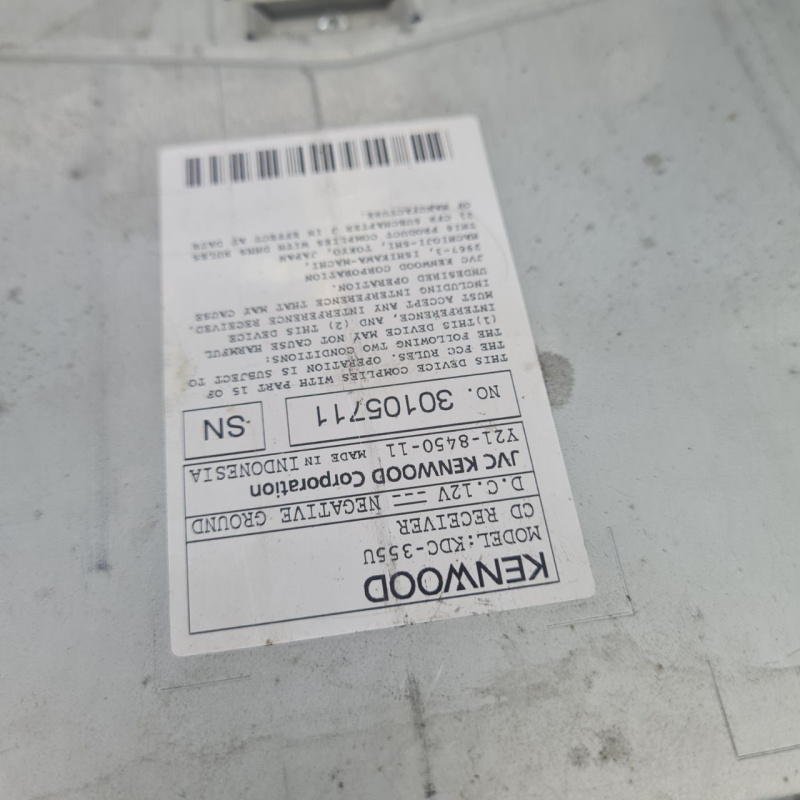 KENWOOD
MODEL:KDC-355U
CD RECEIVER
D.C.12V NEGATIVE GROUND
JVC KENWOOD Corporation
Y21-8450-11 MADE IN INDONESIA
NO. 30105711 SN
THIS DEVICE COMPLIES WITH PART 15 OF
THE FCC RULES. OPERATION IS SUBJECT TO
THE FOLLOWING TWO CONDITIONS:
(1)THIS DEVICE MAY NOT CAUSE HARMFUL
INTERFERENCE, AND, (2) THIS DEVICE
MUST ACCEPT ANY INTERFERENCE RECEIVED.
INCLUDING INTERFERENCE THAT MAY CAUSE
UNDESIRED OPERATION.
JVC KENWOOD CORPORATION
2967-3, ISHIKAWA-MACHI,
HACHIOJI-SHI, TOKYO, JAPAN
THIS PRODUCT COMPLIES WITH DHHS RULES
21 CFR SUBCHAPTER J IN EFFECT AT DATE
OF MANUFACTURE.